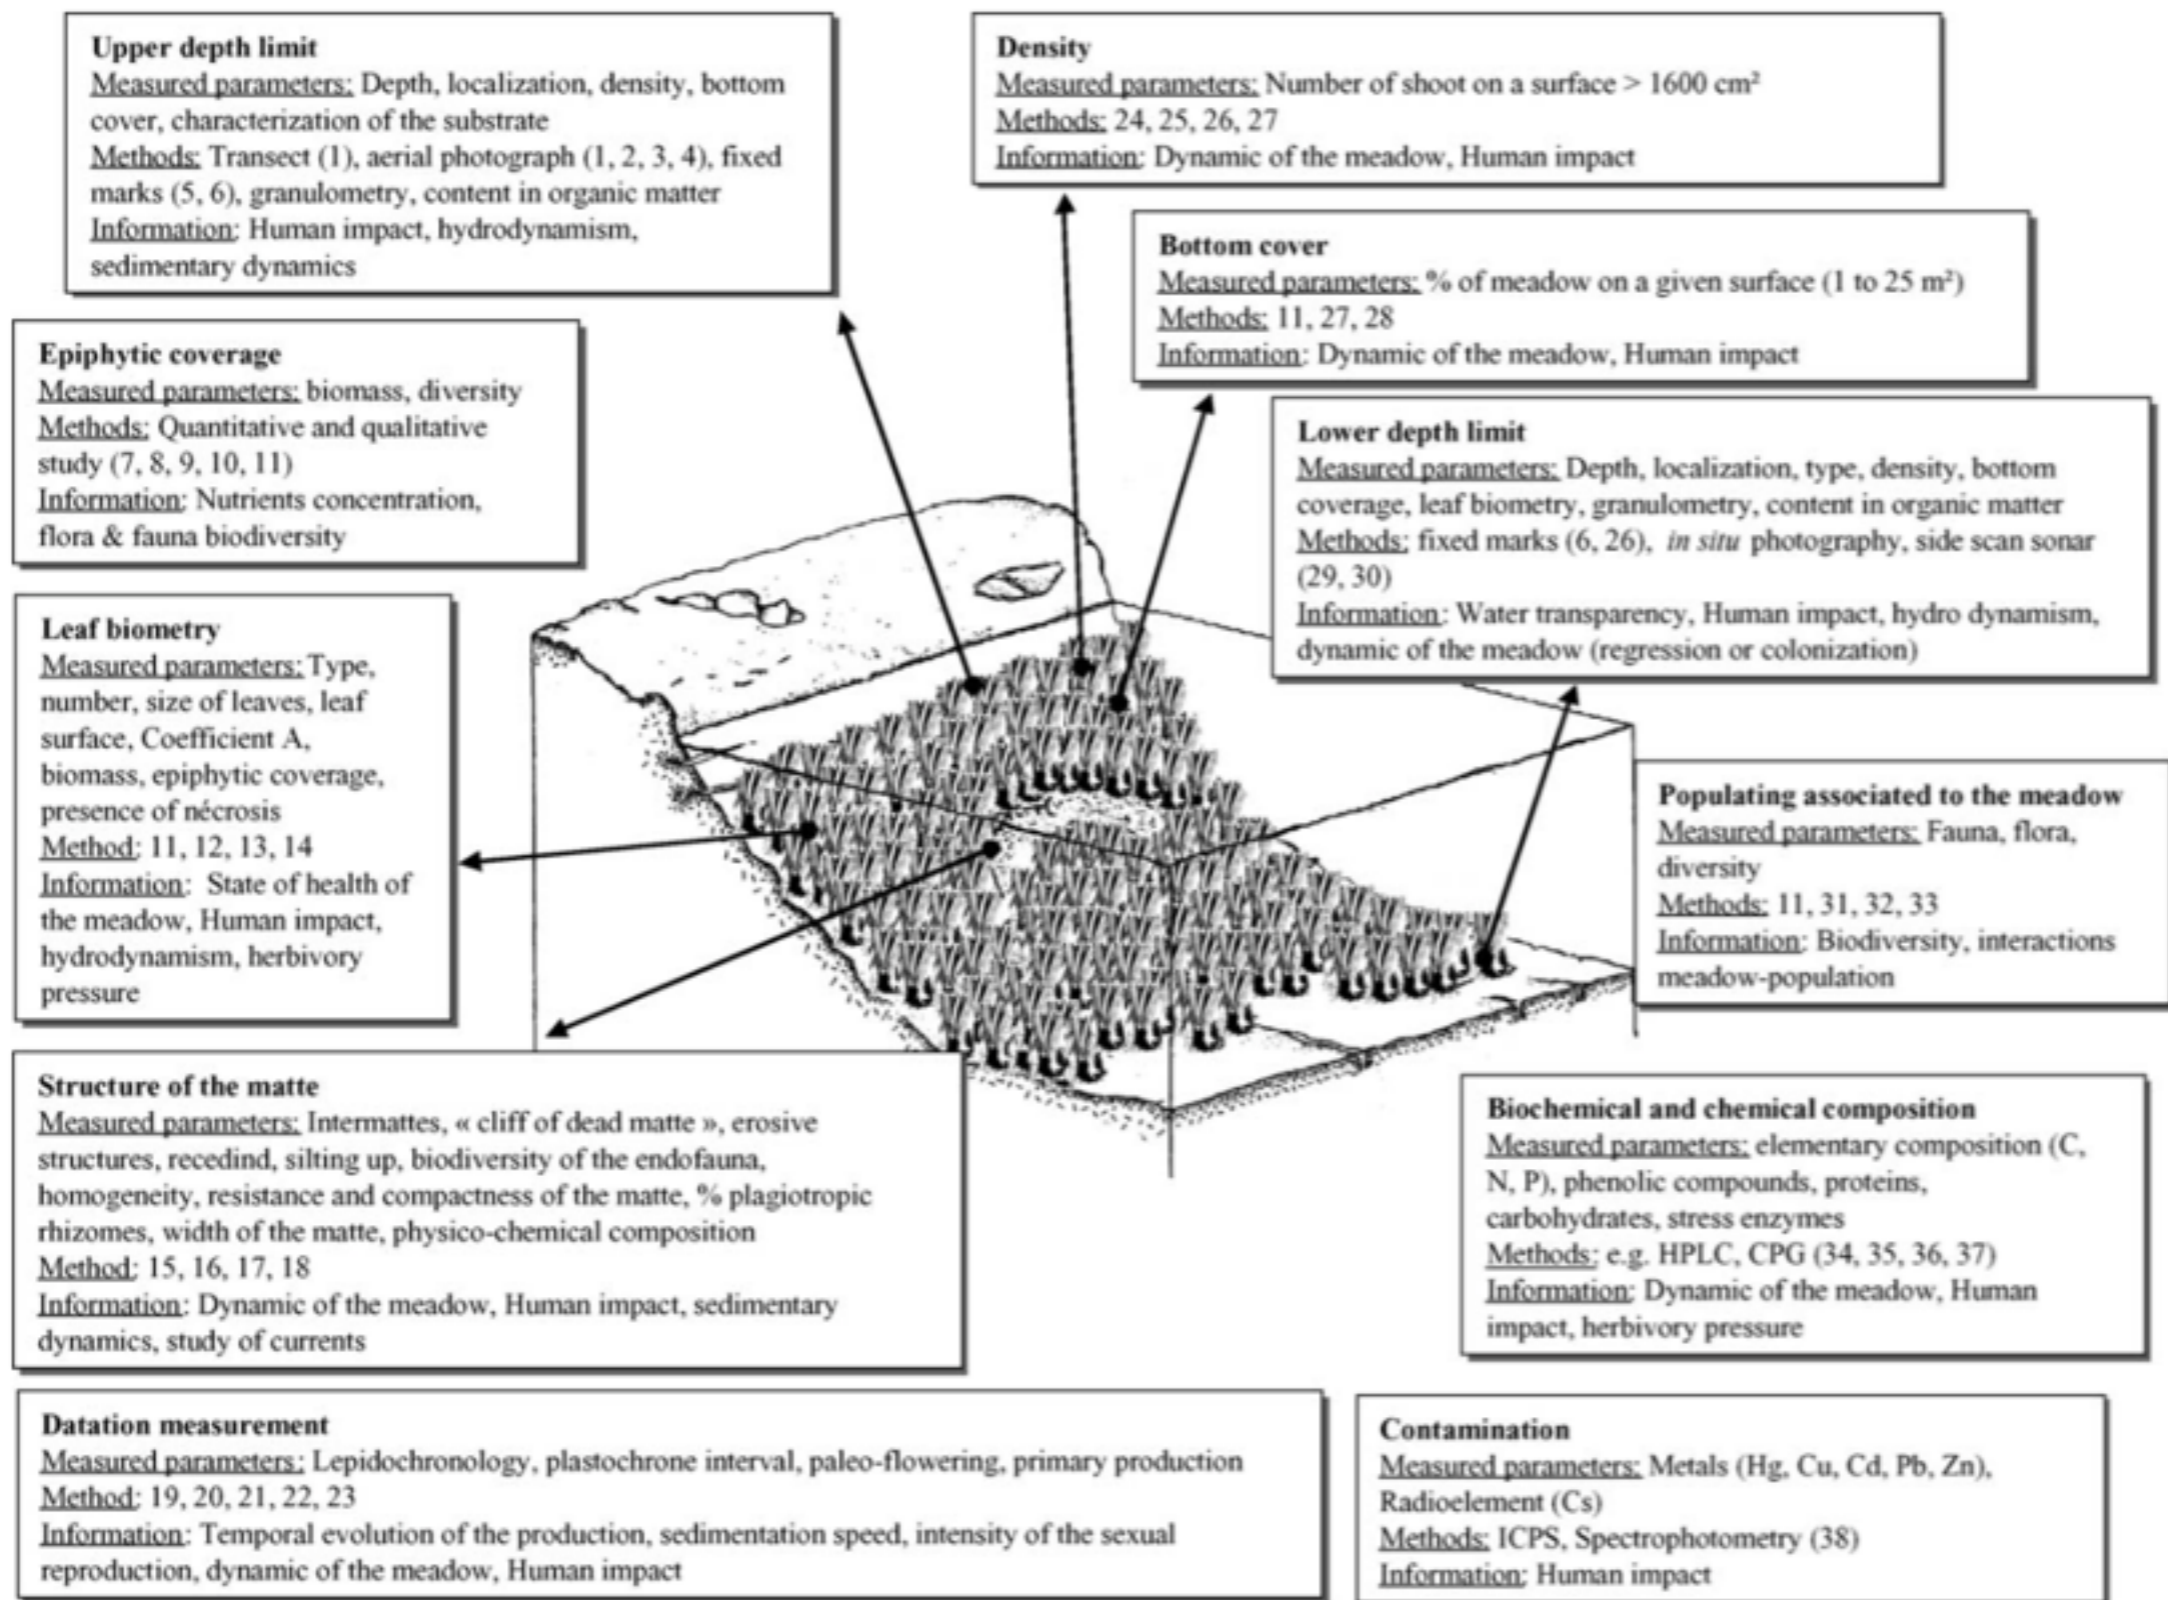 Upper depth limit
Measured parameters: Depth, localization, density, bottom
cover, characterization of the substrate
Methods: Transect (1), aerial photograph (1, 2, 3, 4), fixed
marks (5, 6), granulometry, content in organic matter
Information: Human impact, hydrodynamism,
sedimentary dynamics
Density
Measured parameters: Number of shoot on a surface > 1600 cm²
Methods: 24, 25, 26, 27
Information: Dynamic of the meadow, Human impact
Bottom cover
Measured parameters: % of meadow on a given surface (1 to 25 m²)
Methods: 11, 27, 28
Information: Dynamic of the meadow, Human impact
Epiphytic coverage
Measured parameters: biomass, diversity
Methods: Quantitative and qualitative
study (7, 8, 9, 10, 11)
Information: Nutrients concentration,
flora & fauna biodiversity
Lower depth limit
Measured parameters: Depth, localization, type, density, bottom
coverage, leaf biometry, granulometry, content in organic matter
Methods: fixed marks (6, 26), in situ photography, side scan sonar
(29, 30)
Information: Water transparency, Human impact, hydro dynamism,
dynamic of the meadow (regression or colonization)
Leaf biometry
Measured parameters: Type,
number, size of leaves, leaf
surface, Coefficient A,
biomass, epiphytic coverage,
presence of nécrosis
Method: 11, 12, 13, 14
Information: State of health of
the meadow, Human impact,
hydrodynamism, herbivory
pressure
Populating associated to the meadow
Measured parameters: Fauna, flora,
diversity
Methods: 11, 31, 32, 33
Information: Biodiversity, interactions
meadow-population
Structure of the matte
Measured parameters: Intermattes, « cliff of dead matte », erosive
structures, recedind, silting up, biodiversity of the endofauna,
homogeneity, resistance and compactness of the matte, % plagiotropic
rhizomes, width of the matte, physico-chemical composition
Method: 15, 16, 17, 18
Information: Dynamic of the meadow, Human impact, sedimentary
dynamics, study of currents
Biochemical and chemical composition
Measured parameters: elementary composition (C,
N, P), phenolic compounds, proteins,
carbohydrates, stress enzymes
Methods: e.g. HPLC, CPG (34, 35, 36, 37)
Information: Dynamic of the meadow, Human
impact, herbivory pressure
Datation measurement
Measured parameters: Lepidochronology, plastochrone interval, paleo-flowering, primary production
Method: 19, 20, 21, 22, 23
Information: Temporal evolution of the production, sedimentation speed, intensity of the sexual
reproduction, dynamic of the meadow, Human impact
Contamination
Measured parameters: Metals (Hg, Cu, Cd, Pb, Zn),
Radioelement (Cs)
Methods: ICPS, Spectrophotometry (38)
Information: Human impact